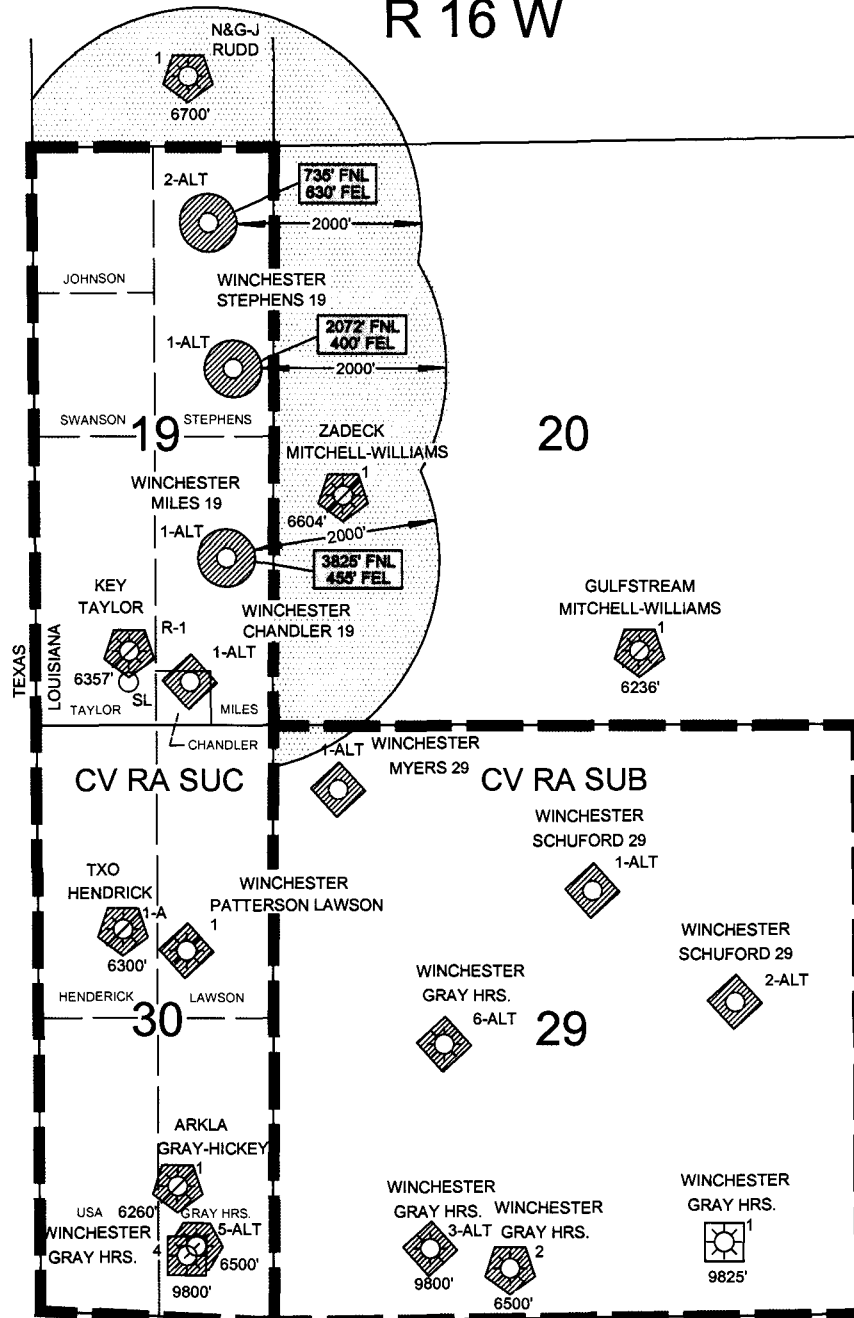 R 16 W
N&G-J
RUDD
1
6700'
2-ALT
735' FNL
630' FEL
2000'
JOHNSON
WINCHESTER
STEPHENS 19
1-ALT
2072' FNL
400' FEL
2000'
SWANSON
STEPHENS
19
20
ZADECK
MITCHELL-WILLIAMS
1
6604'
WINCHESTER
MILES 19
1-ALT
2000'
3825' FNL
455' FEL
KEY
TAYLOR
R-1
6357'
SL
WINCHESTER
CHANDLER 19
1-ALT
GULFSTREAM
MITCHELL-WILLIAMS
1
6236'
TEXAS
LOUISIANA
TAYLOR
MILES
CHANDLER
CV RA SUC
1-ALT
WINCHESTER
MYERS 29
CV RA SUB
WINCHESTER
SCHUFORD 29
1-ALT
TXO
HENDRICK
1-A
6300'
WINCHESTER
PATTERSON LAWSON
1
WINCHESTER
SCHUFORD 29
2-ALT
HENDERICK
LAWSON
30
WINCHESTER
GRAY HRS.
6-ALT
29
ARKLA
GRAY-HICKEY
1
6260'
USA
GRAY HRS.
WINCHESTER
GRAY HRS.
4
5-ALT
6500'
9800'
WINCHESTER
GRAY HRS.
3-ALT
9800'
WINCHESTER
GRAY HRS.
2
6500'
WINCHESTER
GRAY HRS.
1
9825'